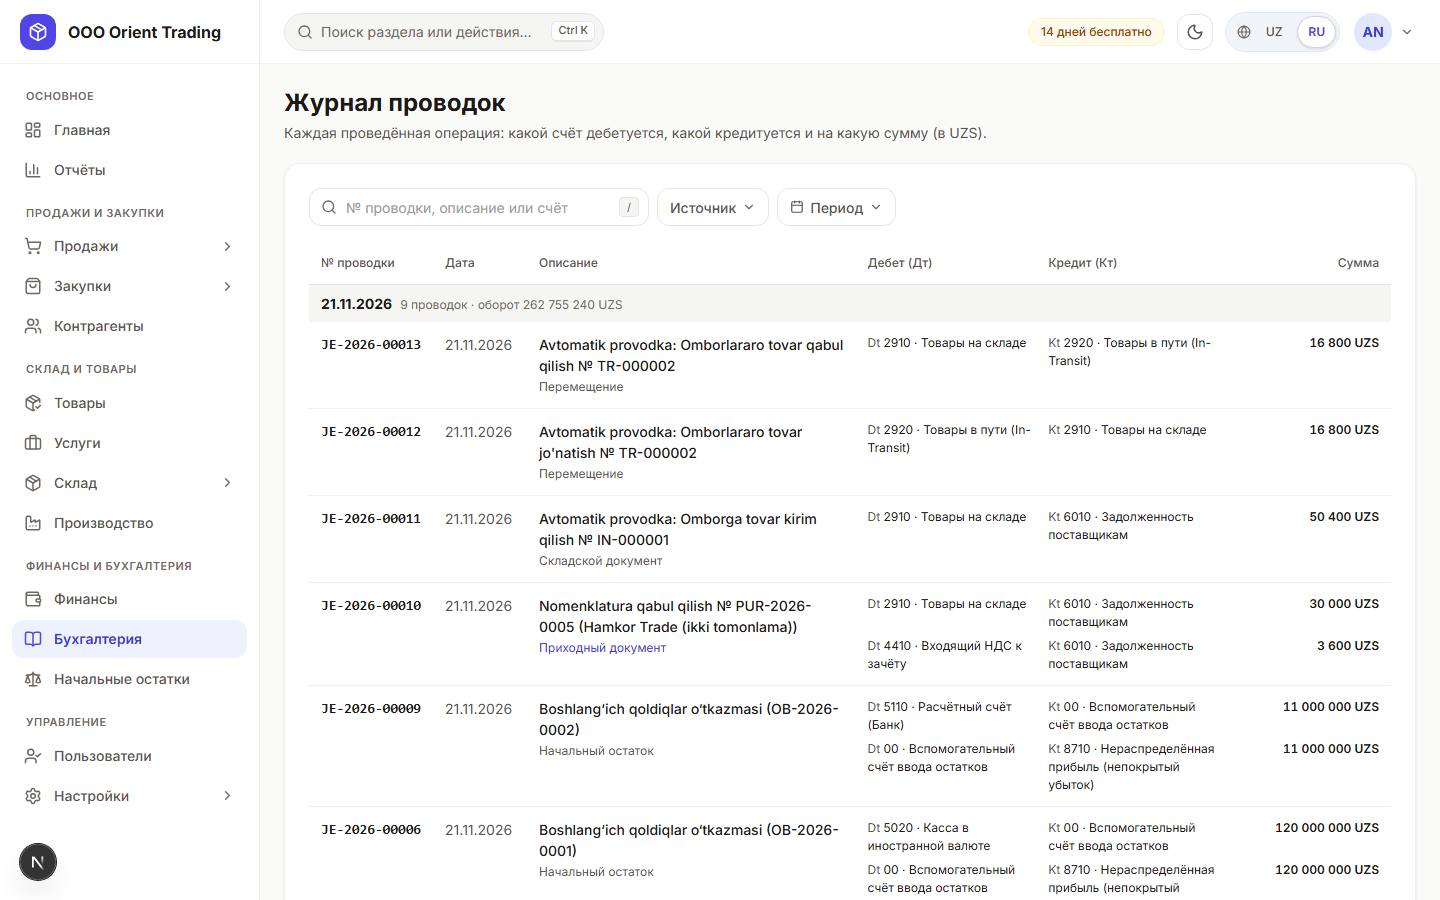 ООО Orient Trading
Поиск раздела или действия...
Ctrl K
14 дней бесплатно
UZ
RU
AN
ОСНОВНОЕ
Главная
Отчёты
ПРОДАЖИ И ЗАКУПКИ
Продажи
Закупки
Контрагенты
СКЛАД И ТОВАРЫ
Товары
Услуги
Склад
Производство
ФИНАНСЫ И БУХГАЛТЕРИЯ
Финансы
Бухгалтерия
Начальные остатки
УПРАВЛЕНИЕ
Пользователи
Настройки
N
Журнал проводок
Каждая проведённая операция: какой счёт дебетуется, какой кредитуется и на какую сумму (в UZS).
№ проводки, описание или счёт
/
Источник
Период
№ проводки Дата Описание Дебет (Дт) Кредит (Кт) Сумма
21.11.2026 9 проводок · оборот 262 755 240 UZS
JE-2026-00013 21.11.2026 Avtomatik provodka: Omborlararo tovar qabul Dt 2910 · Товары на складе Kt 2920 · Товары в пути (In- 16 800 UZS
qilish № TR-000002 Transit)
Перемещение
JE-2026-00012 21.11.2026 Avtomatik provodka: Omborlararo tovar Dt 2920 · Товары в пути (In- Kt 2910 · Товары на складе 16 800 UZS
jo'natish № TR-000002 Transit)
Перемещение
JE-2026-00011 21.11.2026 Avtomatik provodka: Omborga tovar kirim Dt 2910 · Товары на складе Kt 6010 · Задолженность 50 400 UZS
qilish № IN-000001 поставщикам
Складской документ
JE-2026-00010 21.11.2026 Nomenklatura qabul qilish № PUR-2026- Dt 2910 · Товары на складе Kt 6010 · Задолженность 30 000 UZS
0005 (Hamkor Trade (ikki tomonlama)) поставщикам
Приходный документ Dt 4410 · Входящий НДС к Kt 6010 · Задолженность 3 600 UZS
зачёту поставщикам
JE-2026-00009 21.11.2026 Boshlangʻich qoldiqlar oʻtkazmasi (OB-2026- Dt 5110 · Расчётный счёт Kt 00 · Вспомогательный 11 000 000 UZS
0002) (Банк) счёт ввода остатков
Начальный остаток Dt 00 · Вспомогательный Kt 8710 · Нераспределённая 11 000 000 UZS
счёт ввода остатков прибыль (непокрытый
убыток)
JE-2026-00006 21.11.2026 Boshlangʻich qoldiqlar oʻtkazmasi (OB-2026- Dt 5020 · Касса в Kt 00 · Вспомогательный 120 000 000 UZS
0001) иностранной валюте счёт ввода остатков
Начальный остаток Dt 00 · Вспомогательный Kt 8710 · Нераспределённая 120 000 000 UZS
счёт ввода остатков прибыль (непокрытый